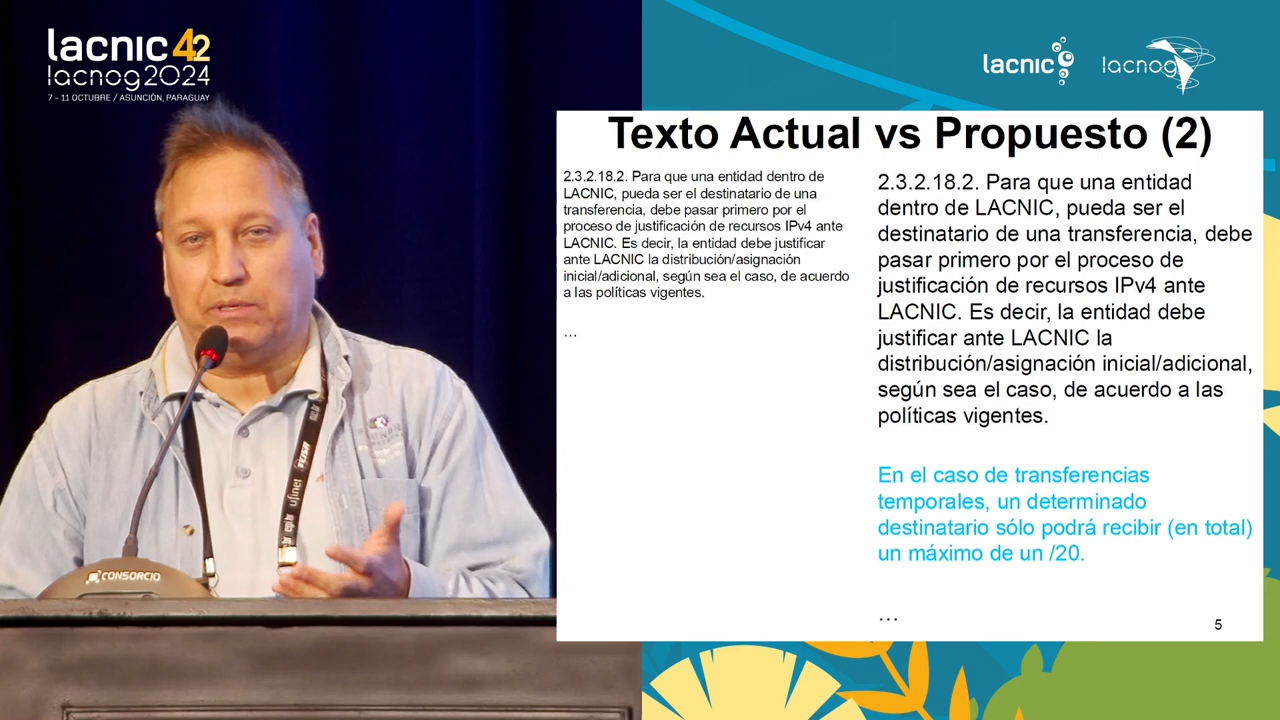 lacnic 42
lacnog2024
7 - 11 OCTUBRE / ASUNCIÓN, PARAGUAY
lacnic
lacnog
Texto Actual vs Propuesto (2)
2.3.2.18.2. Para que una entidad dentro de
LACNIC, pueda ser el destinatario de una
transferencia, debe pasar primero por el
proceso de justificación de recursos IPv4 ante
LACNIC. Es decir, la entidad debe justificar
ante LACNIC la distribución/asignación
inicial/adicional, según sea el caso, de acuerdo
a las políticas vigentes.
…
2.3.2.18.2. Para que una entidad
dentro de LACNIC, pueda ser el
destinatario de una transferencia, debe
pasar primero por el proceso de
justificación de recursos IPv4 ante
LACNIC. Es decir, la entidad debe
justificar ante LACNIC la
distribución/asignación inicial/adicional,
según sea el caso, de acuerdo a las
políticas vigentes.
En el caso de transferencias
temporales, un determinado
destinatario sólo podrá recibir (en total)
un máximo de un /20.
…
5
ufinet
CONSORCIO